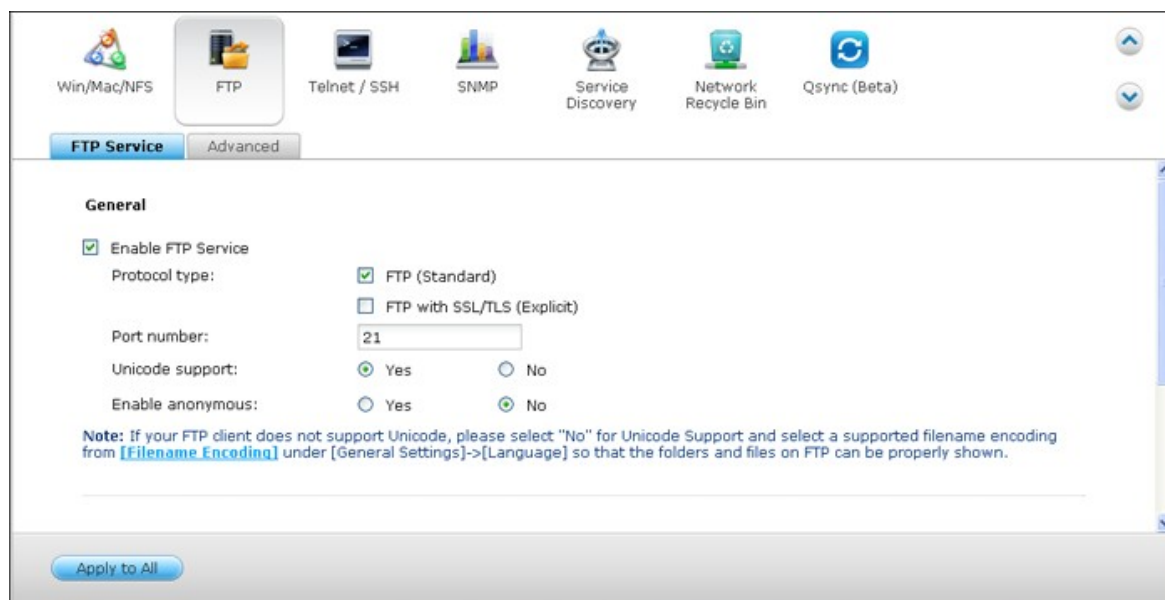 Win/Mac/NFS
FTP
Telnet / SSH
SNMP
Service
Discovery
Network
Recycle Bin
Qsync (Beta)
FTP Service
Advanced
General
Enable FTP Service
Protocol type:
FTP (Standard)
FTP with SSL/TLS (Explicit)
Port number:
21
Unicode support:
Yes
No
Enable anonymous:
Yes
No
Note: If your FTP client does not support Unicode, please select "No" for Unicode Support and select a supported filename encoding
from [Filename Encoding] under [General Settings]->[Language] so that the folders and files on FTP can be properly shown.
Apply to All